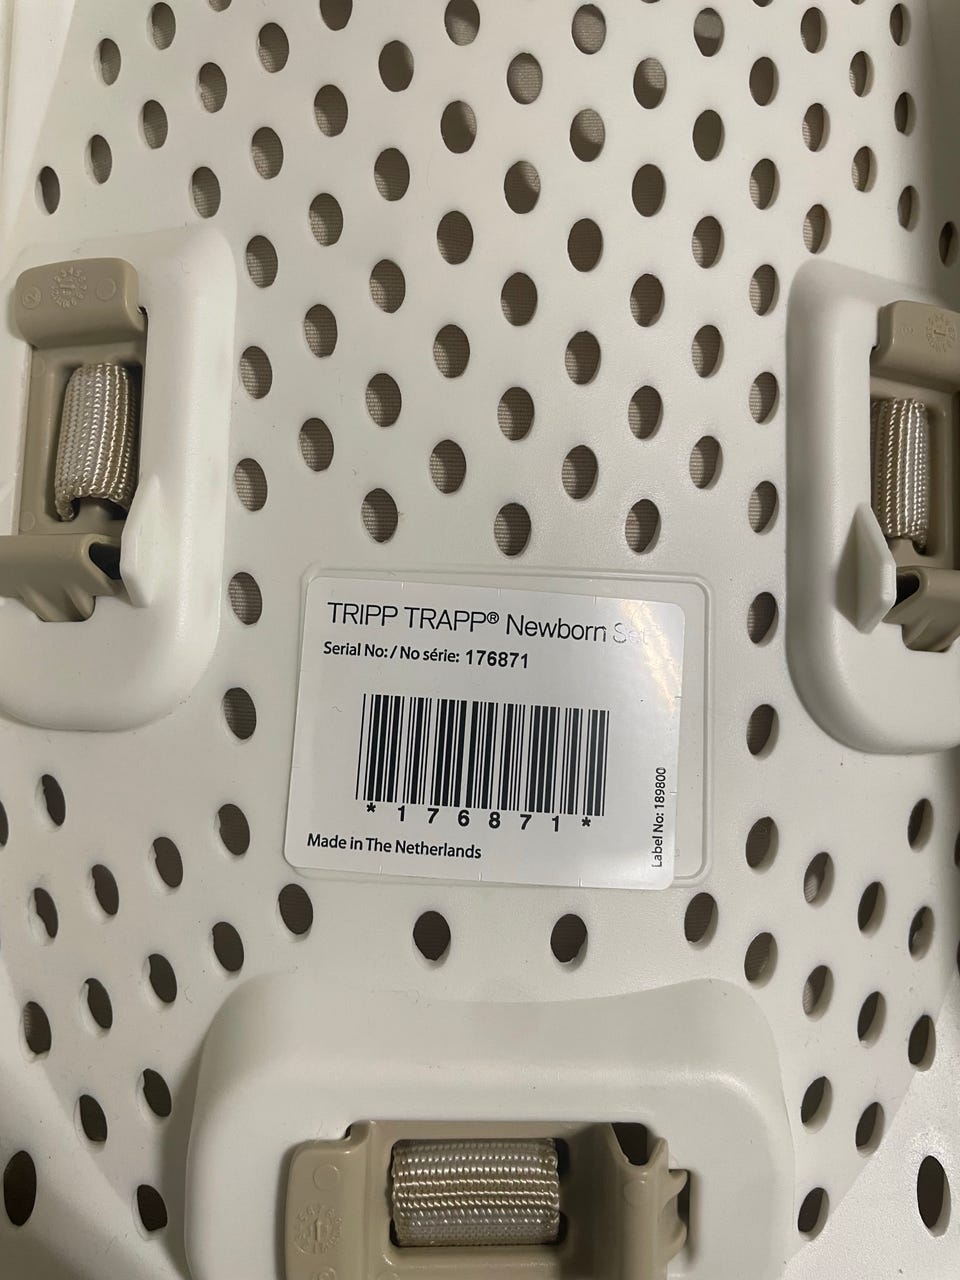 TRIPP TRAPP® Newborn Set
Serial No: / No série: 176871
* 1 7 6 8 7 1 *
Label No: 189800
Made in The Netherlands